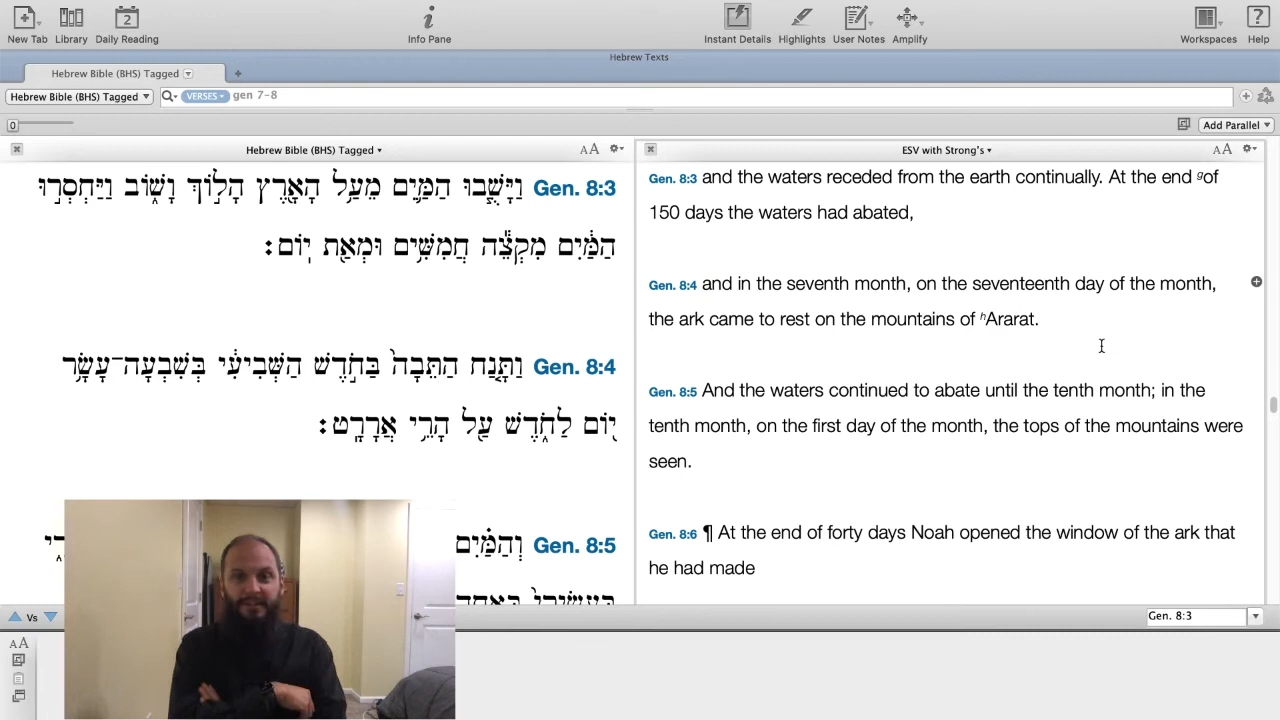 New Tab Library Daily Reading Info Pane Instant Details Highlights User Notes Amplify Workspaces Help
Hebrew Texts
Hebrew Bible (BHS) Tagged
Hebrew Bible (BHS) Tagged VERSES gen 7-8
0 Add Parallel
Hebrew Bible (BHS) Tagged
Gen. 8:3 וַיָּשֻׁ֧בוּ הַמַּ֛יִם מֵעַ֥ל הָאָ֖רֶץ הָל֣וֹךְ וָשׁ֑וֹב וַיַּחְסְר֣וּ
הַמַּ֔יִם מִקְצֵ֕ה חֲמִשִּׁ֥ים וּמְאַ֖ת יֽוֹם׃
Gen. 8:4 וַתָּ֤נַח הַתֵּבָה֙ בַּחֹ֣דֶשׁ הַשְּׁבִיעִ֔י בְּשִׁבְעָה־עָשָׂ֥ר
י֖וֹם לַחֹ֑דֶשׁ עַ֖ל הָרֵ֥י אֲרָרָֽט׃
Gen. 8:5 וְהַמַּ֗יִם
ESV with Strong's
Gen. 8:3 and the waters receded from the earth continually. At the end gof
150 days the waters had abated,
Gen. 8:4 and in the seventh month, on the seventeenth day of the month,
the ark came to rest on the mountains of hArarat.
Gen. 8:5 And the waters continued to abate until the tenth month; in the
tenth month, on the first day of the month, the tops of the mountains were
seen.
Gen. 8:6 ¶ At the end of forty days Noah opened the window of the ark that
he had made
Vs Gen. 8:3